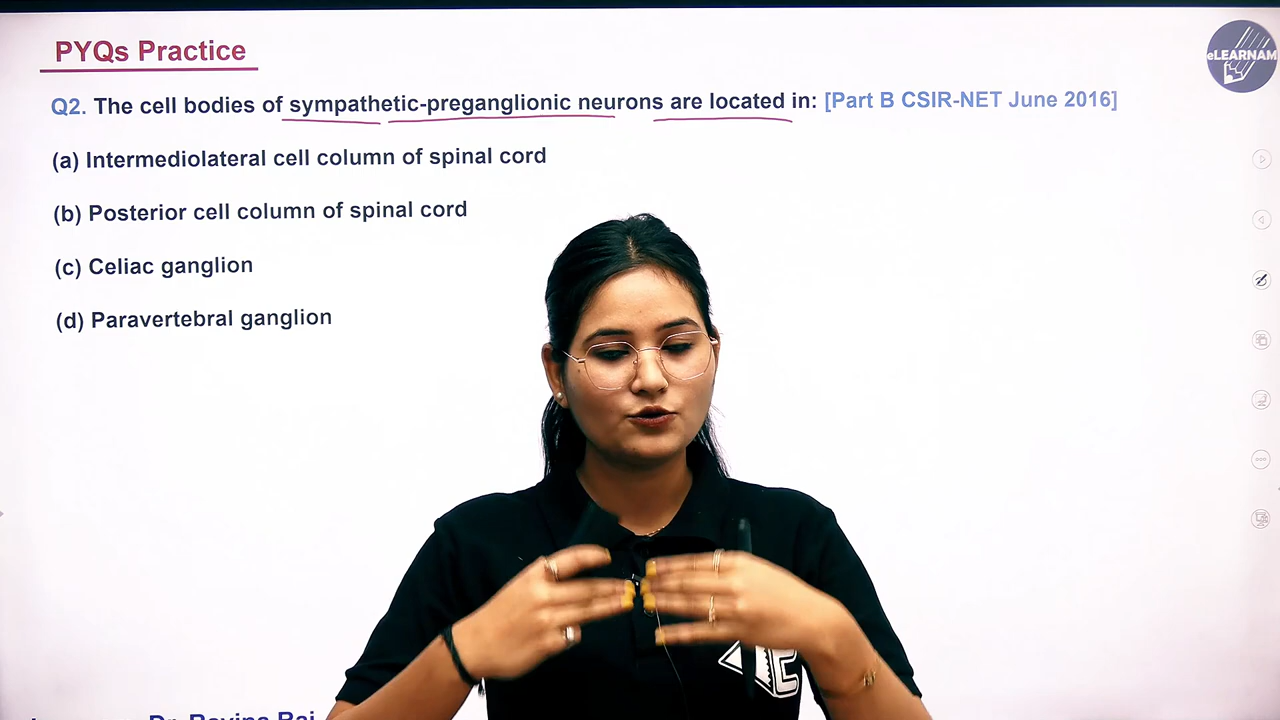 PYQs Practice
eLEARNAM
Q2. The cell bodies of sympathetic-preganglionic neurons are located in: [Part B CSIR-NET June 2016]
(a) Intermediolateral cell column of spinal cord
(b) Posterior cell column of spinal cord
(c) Celiac ganglion
(d) Paravertebral ganglion